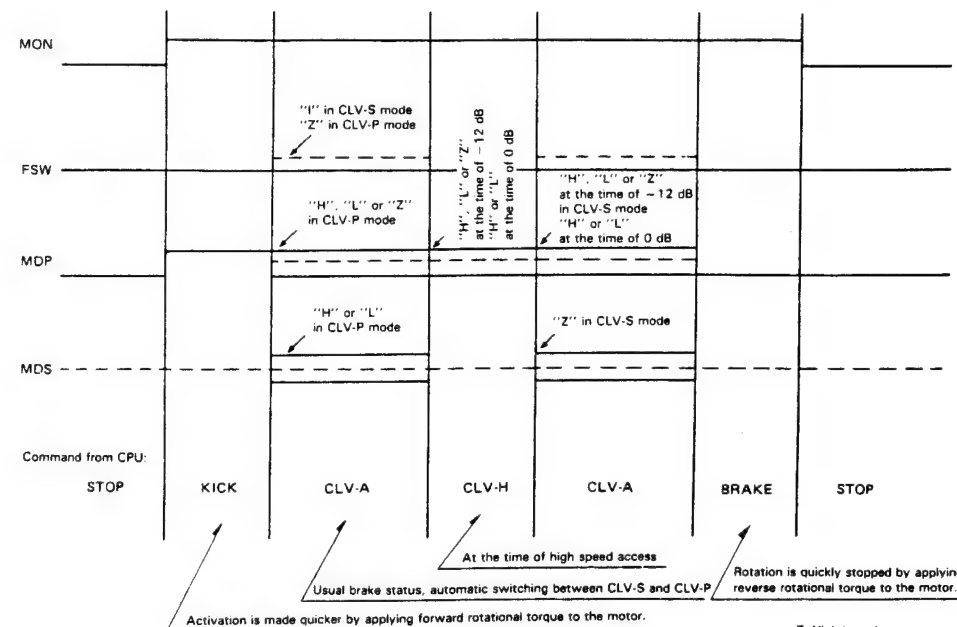 MON
"I" in CLV-S mode
"Z" in CLV-P mode
FSW
"H", "L" or "Z"
in CLV-P mode
"H", "L" or "Z"
at the time of −12 dB
"H" or "L"
at the time of 0 dB
"H", "L" or "Z"
at the time of −12 dB
in CLV-S mode
"H" or "L"
at the time of 0 dB
MDP
"H" or "L"
in CLV-P mode
"Z" in CLV-S mode
MDS
Command from CPU:
STOP KICK CLV-A CLV-H CLV-A BRAKE STOP
At the time of high speed access
Usual brake status, automatic switching between CLV-S and CLV-P
Rotation is quickly stopped by applying
reverse rotational torque to the motor.
Activation is made quicker by applying forward rotational torque to the motor.